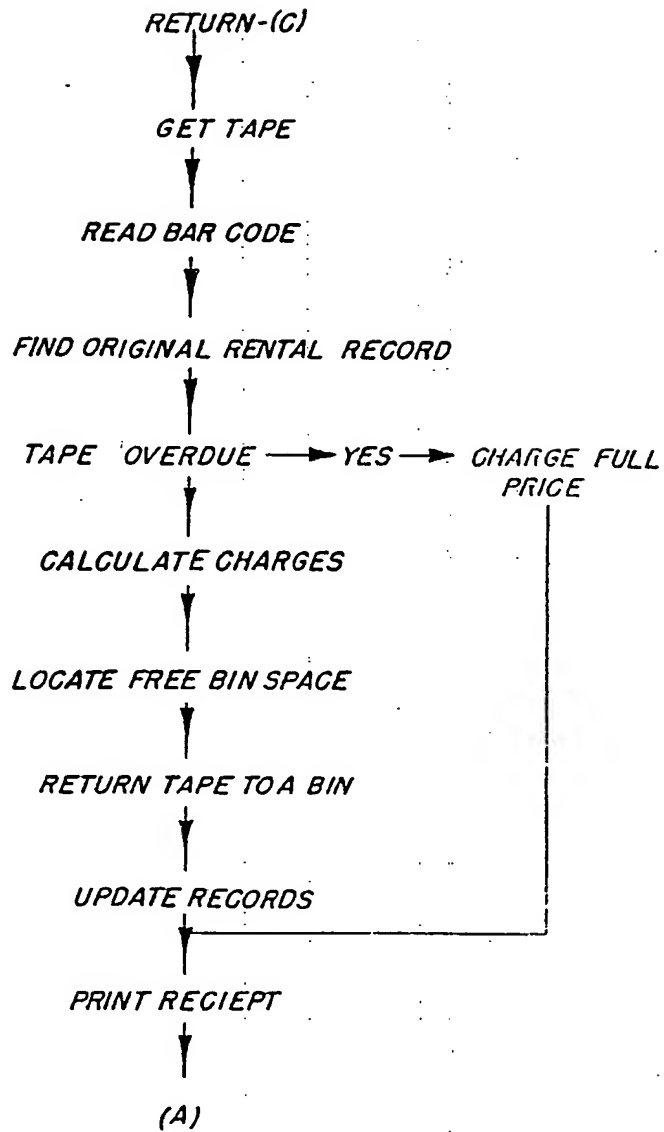 RETURN-(C)
GET TAPE
READ BAR CODE
FIND ORIGINAL RENTAL RECORD
TAPE OVERDUE YES CHARGE FULL
PRICE
CALCULATE CHARGES
LOCATE FREE BIN SPACE
RETURN TAPE TO A BIN
UPDATE RECORDS
PRINT RECIEPT
(A)